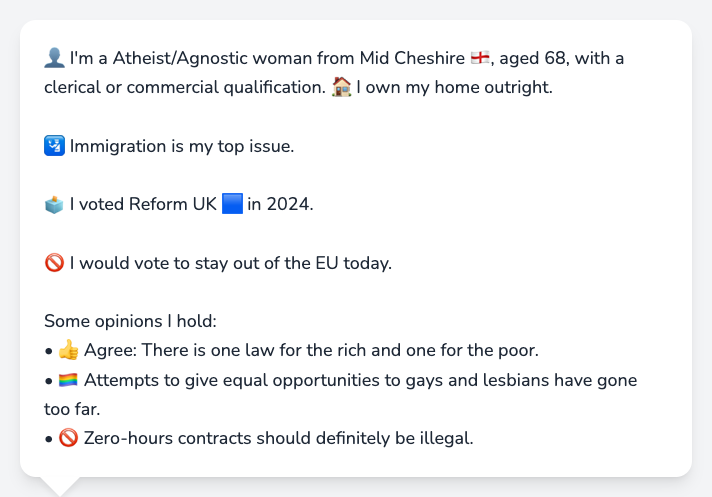 👤 I'm a Atheist/Agnostic woman from Mid Cheshire 🏴󠁧󠁢󠁥󠁮󠁧󠁿, aged 68, with a
clerical or commercial qualification. 🏠 I own my home outright.
🛂 Immigration is my top issue.
🗳️ I voted Reform UK 🟦 in 2024.
🚫 I would vote to stay out of the EU today.
Some opinions I hold:
• 👍 Agree: There is one law for the rich and one for the poor.
• 🏳️‍🌈 Attempts to give equal opportunities to gays and lesbians have gone
too far.
• 🚫 Zero-hours contracts should definitely be illegal.